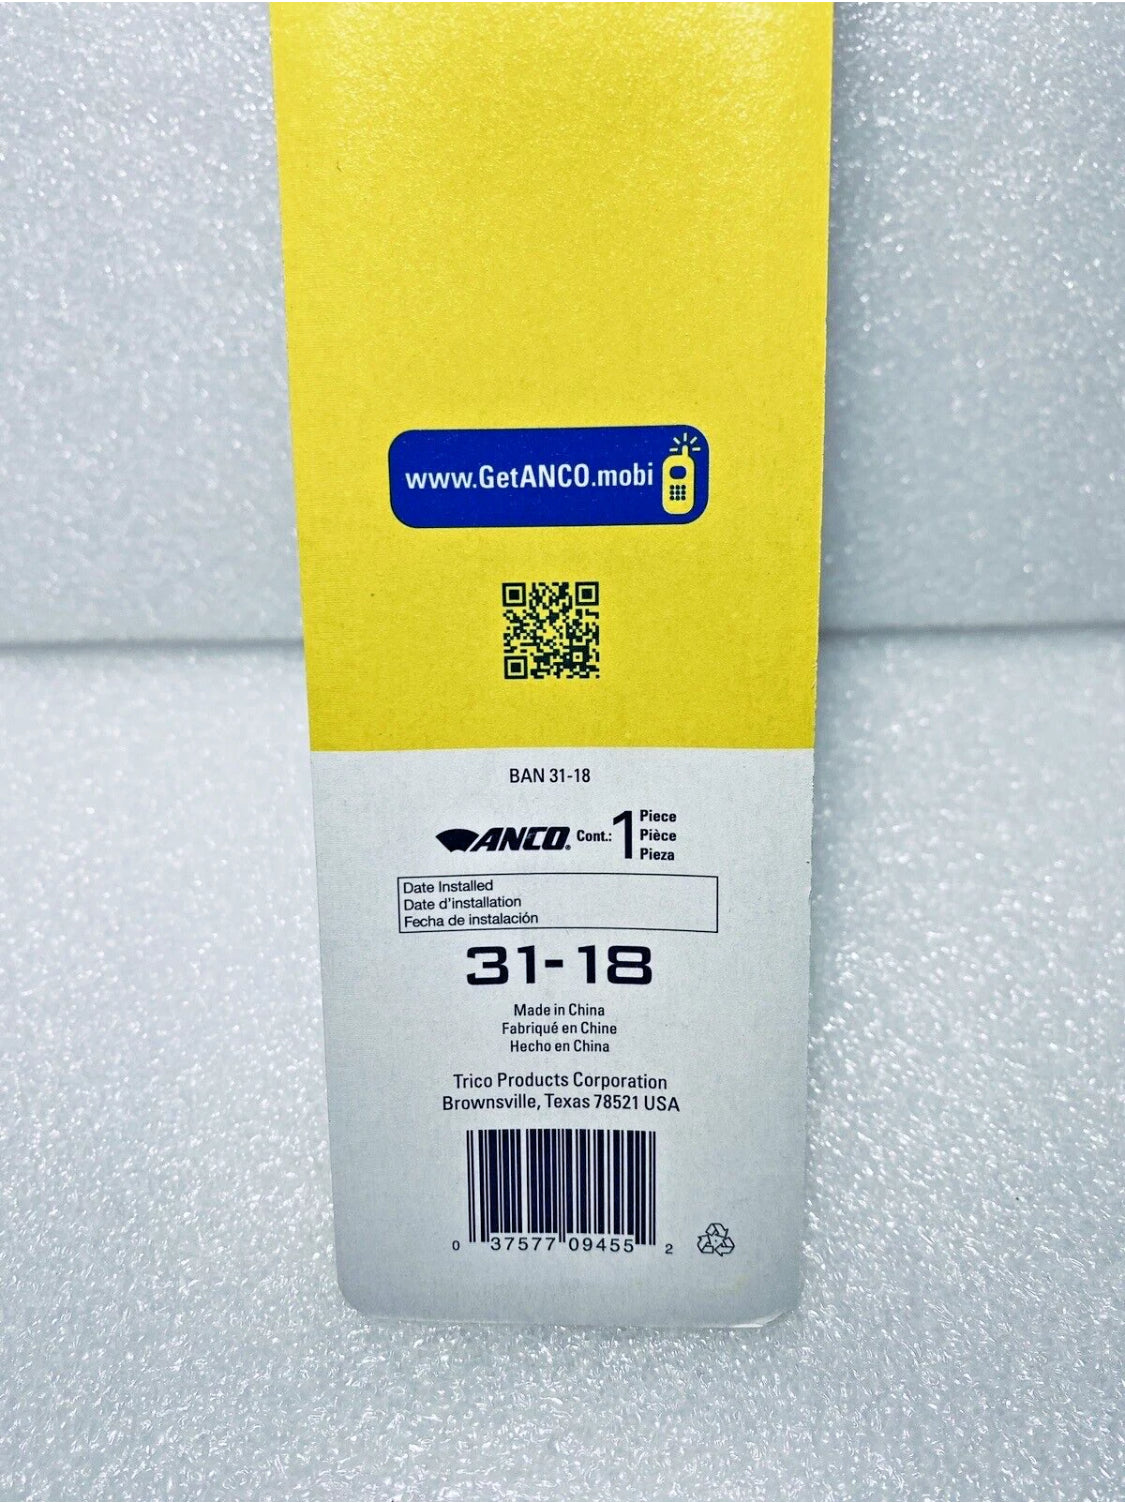 www.GetANCO.mobi
BAN 31-18
ANCO® Cont.: 1 Piece
Pièce
Pieza
Date Installed
Date d'installation
Fecha de instalación
31-18
Made in China
Fabriqué en Chine
Hecho en China
Trico Products Corporation
Brownsville, Texas 78521 USA
0 37577 09455 2